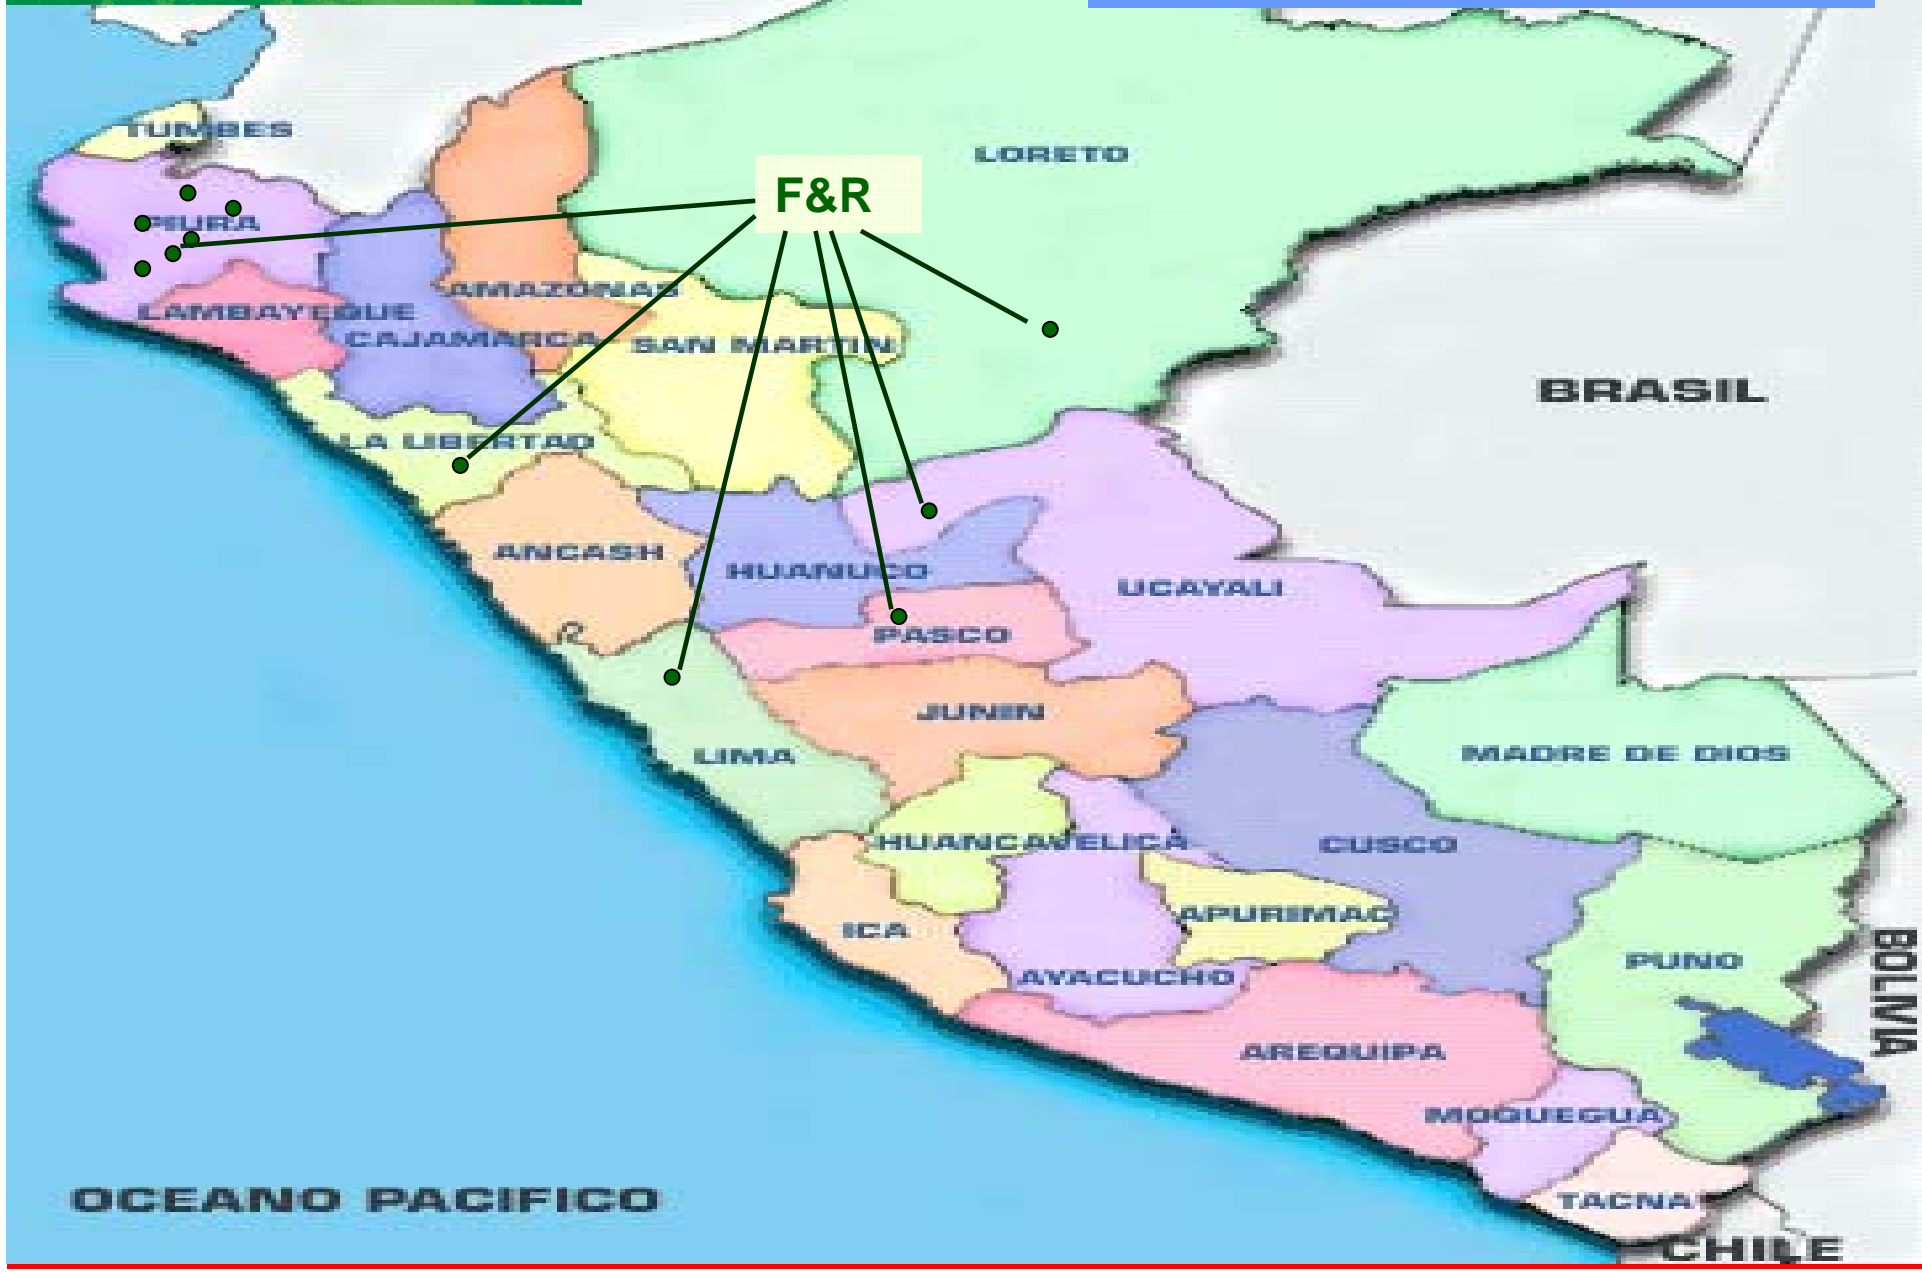 TUMBES
LORETO
F&R
PIURA
AMAZONAS
LAMBAYEQUE
CAJAMARCA
SAN MARTIN
BRASIL
LA LIBERTAD
ANCASH
HUANUCO
UCAYALI
PASCO
JUNIN
LIMA
MADRE DE DIOS
HUANCAVELICA
CUSCO
APURIMAC
ICA
AYACUCHO
PUNO
BOLIVIA
AREQUIPA
MOQUEGUA
OCEANO PACIFICO
TACNA
CHILE